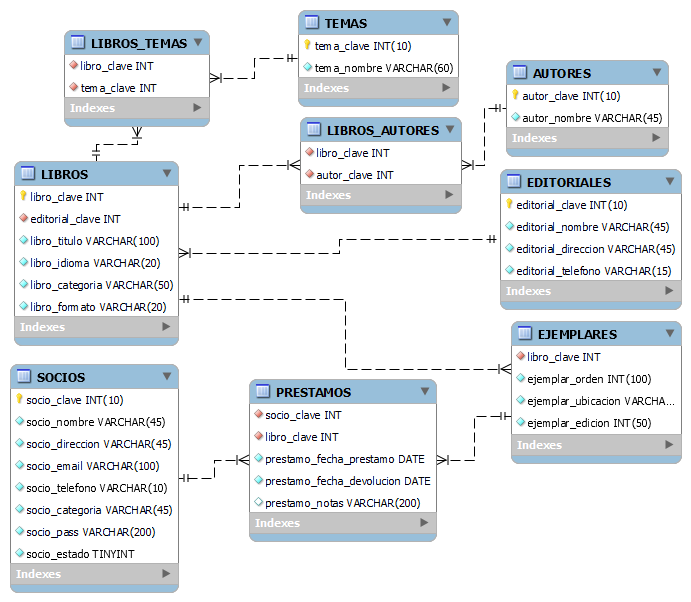 LIBROS_TEMAS
libro_clave INT
tema_clave INT
Indexes
TEMAS
tema_clave INT(10)
tema_nombre VARCHAR(60)
Indexes
AUTORES
autor_clave INT(10)
autor_nombre VARCHAR(45)
Indexes
LIBROS_AUTORES
libro_clave INT
autor_clave INT
Indexes
LIBROS
libro_clave INT
editorial_clave INT
libro_titulo VARCHAR(100)
libro_idioma VARCHAR(20)
libro_categoria VARCHAR(50)
libro_formato VARCHAR(20)
Indexes
EDITORIALES
editorial_clave INT(10)
editorial_nombre VARCHAR(45)
editorial_direccion VARCHAR(45)
editorial_telefono VARCHAR(15)
Indexes
EJEMPLARES
libro_clave INT
ejemplar_orden INT(100)
ejemplar_ubicacion VARCHA...
ejemplar_edicion INT(50)
Indexes
SOCIOS
socio_clave INT(10)
socio_nombre VARCHAR(45)
socio_direccion VARCHAR(45)
socio_email VARCHAR(100)
socio_telefono VARCHAR(10)
socio_categoria VARCHAR(45)
socio_pass VARCHAR(200)
socio_estado TINYINT
Indexes
PRESTAMOS
socio_clave INT
libro_clave INT
prestamo_fecha_prestamo DATE
prestamo_fecha_devolucion DATE
prestamo_notas VARCHAR(200)
Indexes